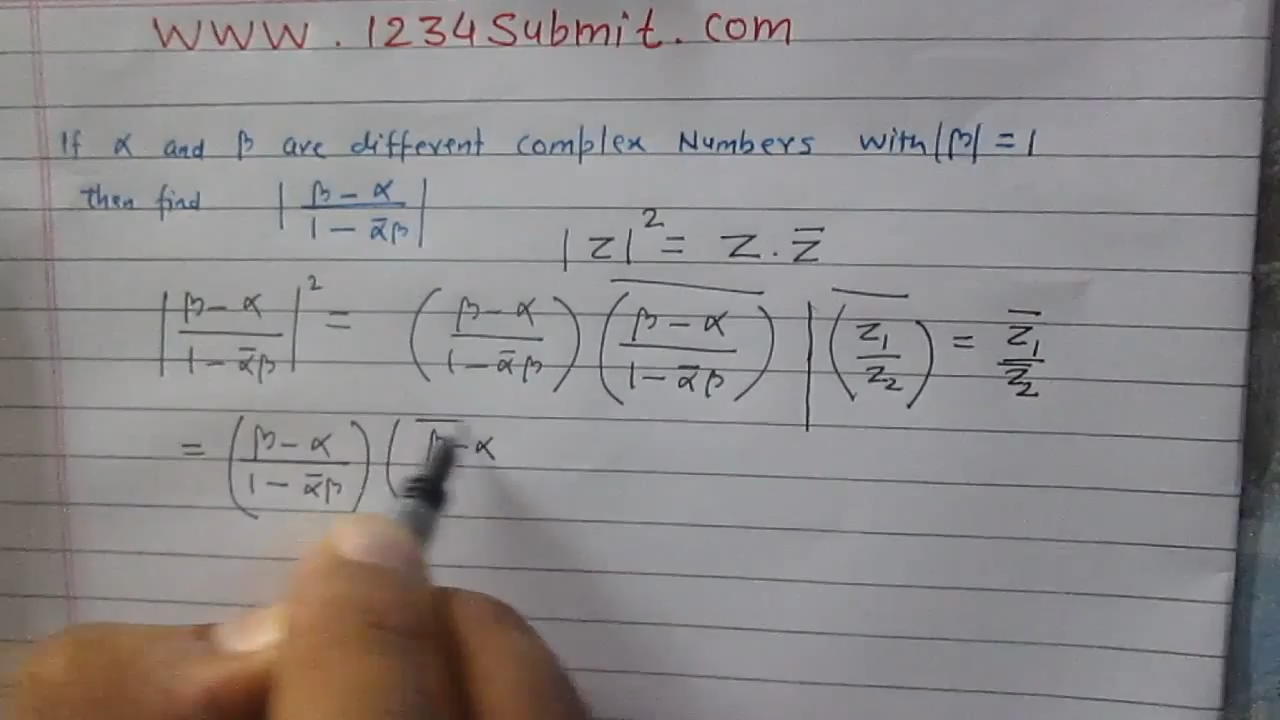 WWW.1234Submit.com
If α and β are different complex Numbers with |β| = 1
then find |(β - α)/(1 - ᾱβ)|
|z|² = z . z̅
|(β - α)/(1 - ᾱβ)|² = ((β - α)/(1 - ᾱβ)) \overline{((β - α)/(1 - ᾱβ))} | \overline{(z₁/z₂)} = z̅₁/z̅₂
= ((β - α)/(1 - ᾱβ)) (\overline{β - α}